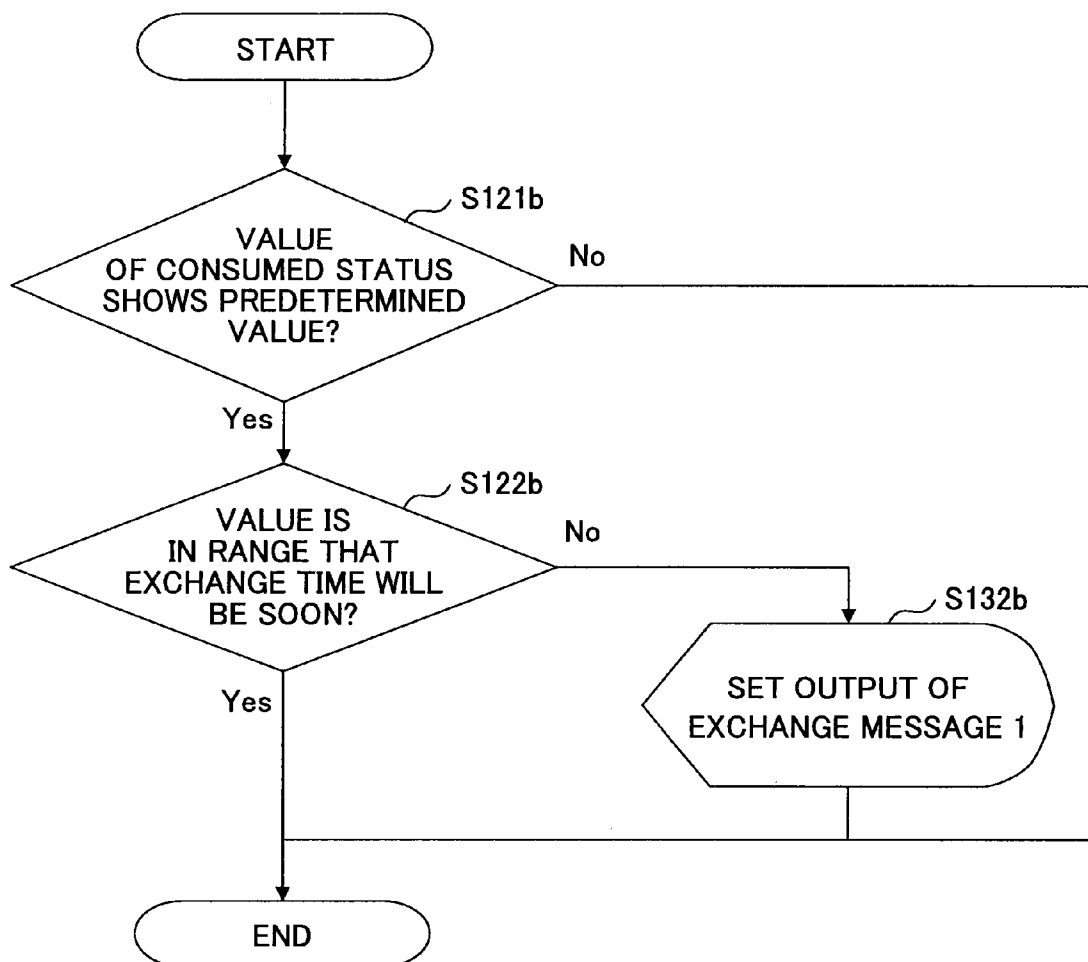 START
S121b
VALUE
OF CONSUMED STATUS
SHOWS PREDETERMINED
VALUE?
No
Yes
S122b
VALUE IS
IN RANGE THAT
EXCHANGE TIME WILL
BE SOON?
No
S132b
SET OUTPUT OF
EXCHANGE MESSAGE 1
Yes
END